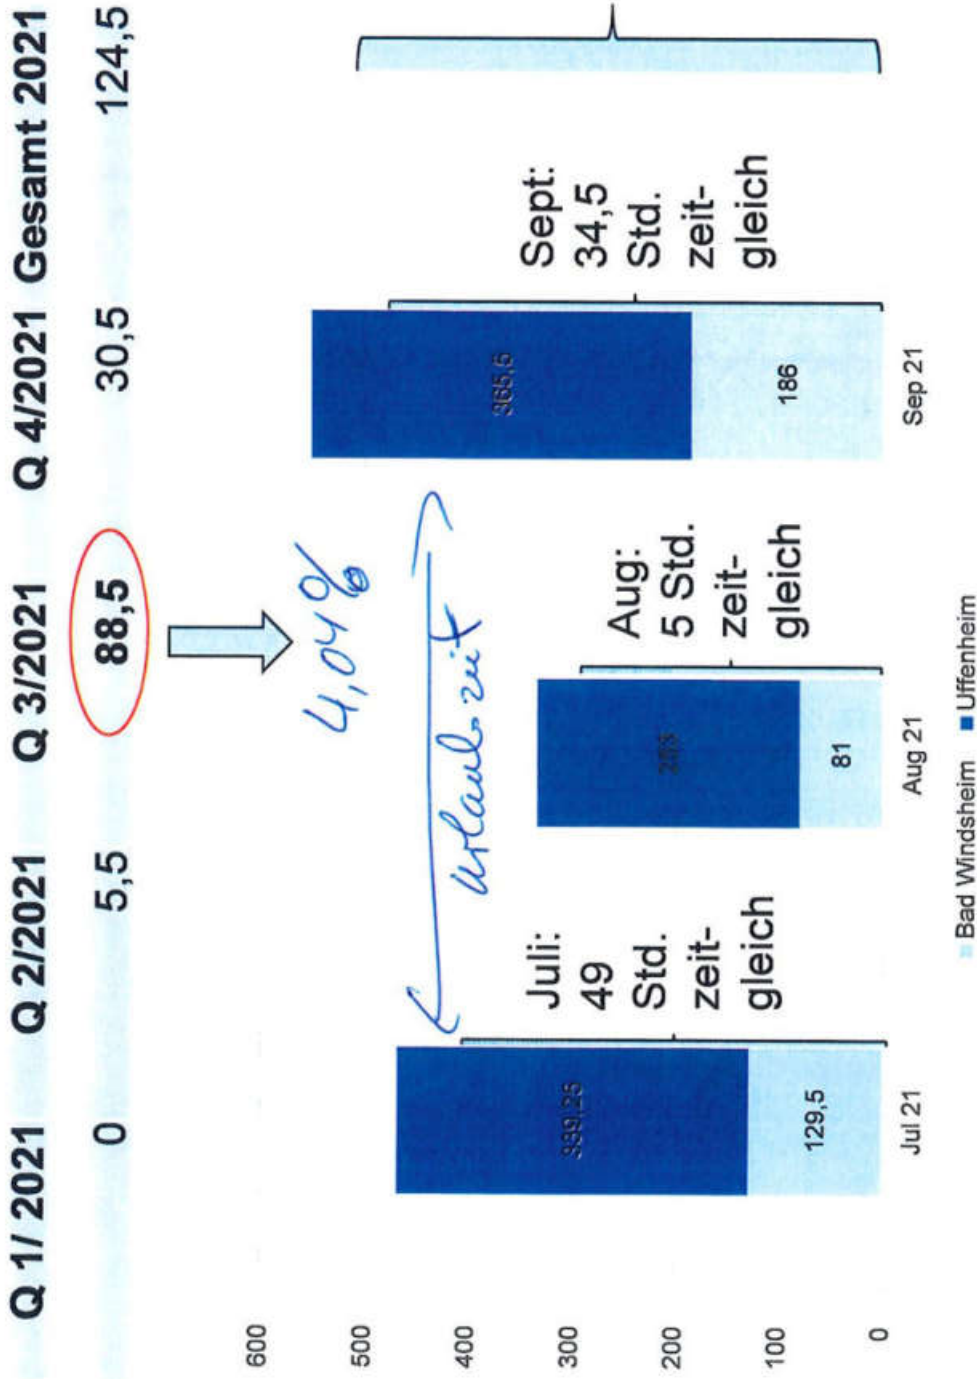 Q 1/ 2021 Q 2/2021 Q 3/2021 Q 4/2021 Gesamt 2021
0 5,5 88,5 30,5 124,5
4,04%
Urlaubszeit
600
500
400
300
200
100
0
339,25
129,5
Jul 21
Juli:
49
Std.
zeit-
gleich
81
Aug 21
Aug:
5 Std.
zeit-
gleich
365,5
186
Sep 21
Sept:
34,5
Std.
zeit-
gleich
Bad Windsheim Uffenheim